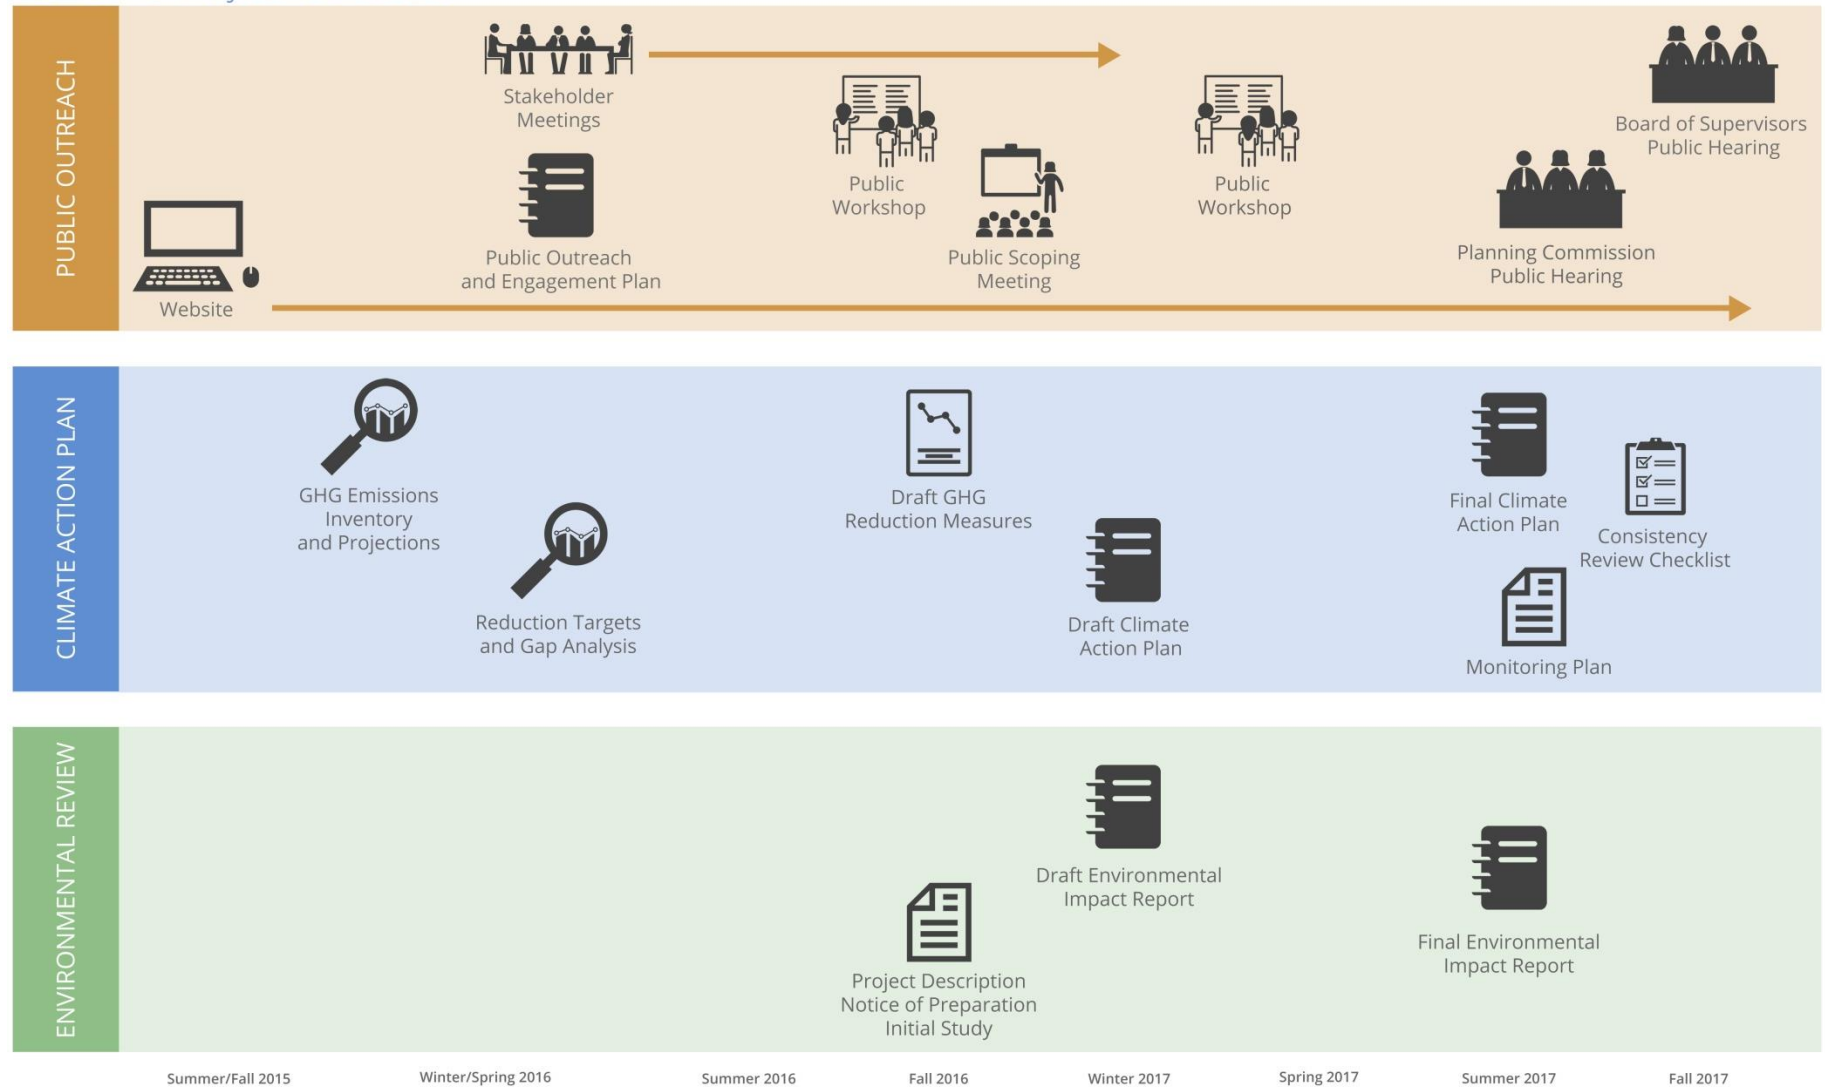 PUBLIC OUTREACH
Stakeholder
Meetings
Public Outreach
and Engagement Plan
Website
Public
Workshop
Public Scoping
Meeting
Public
Workshop
Board of Supervisors
Public Hearing
Planning Commission
Public Hearing
CLIMATE ACTION PLAN
GHG Emissions
Inventory
and Projections
Reduction Targets
and Gap Analysis
Draft GHG
Reduction Measures
Draft Climate
Action Plan
Final Climate
Action Plan
Consistency
Review Checklist
Monitoring Plan
ENVIRONMENTAL REVIEW
Draft Environmental
Impact Report
Project Description
Notice of Preparation
Initial Study
Final Environmental
Impact Report
Summer/Fall 2015
Winter/Spring 2016
Summer 2016
Fall 2016
Winter 2017
Spring 2017
Summer 2017
Fall 2017